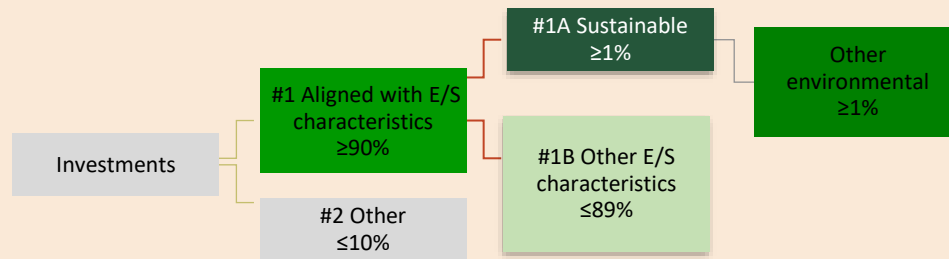 Investments
#1 Aligned with E/S
characteristics
≥90%
#2 Other
≤10%
#1A Sustainable
≥1%
#1B Other E/S
characteristics
≤89%
Other
environmental
≥1%